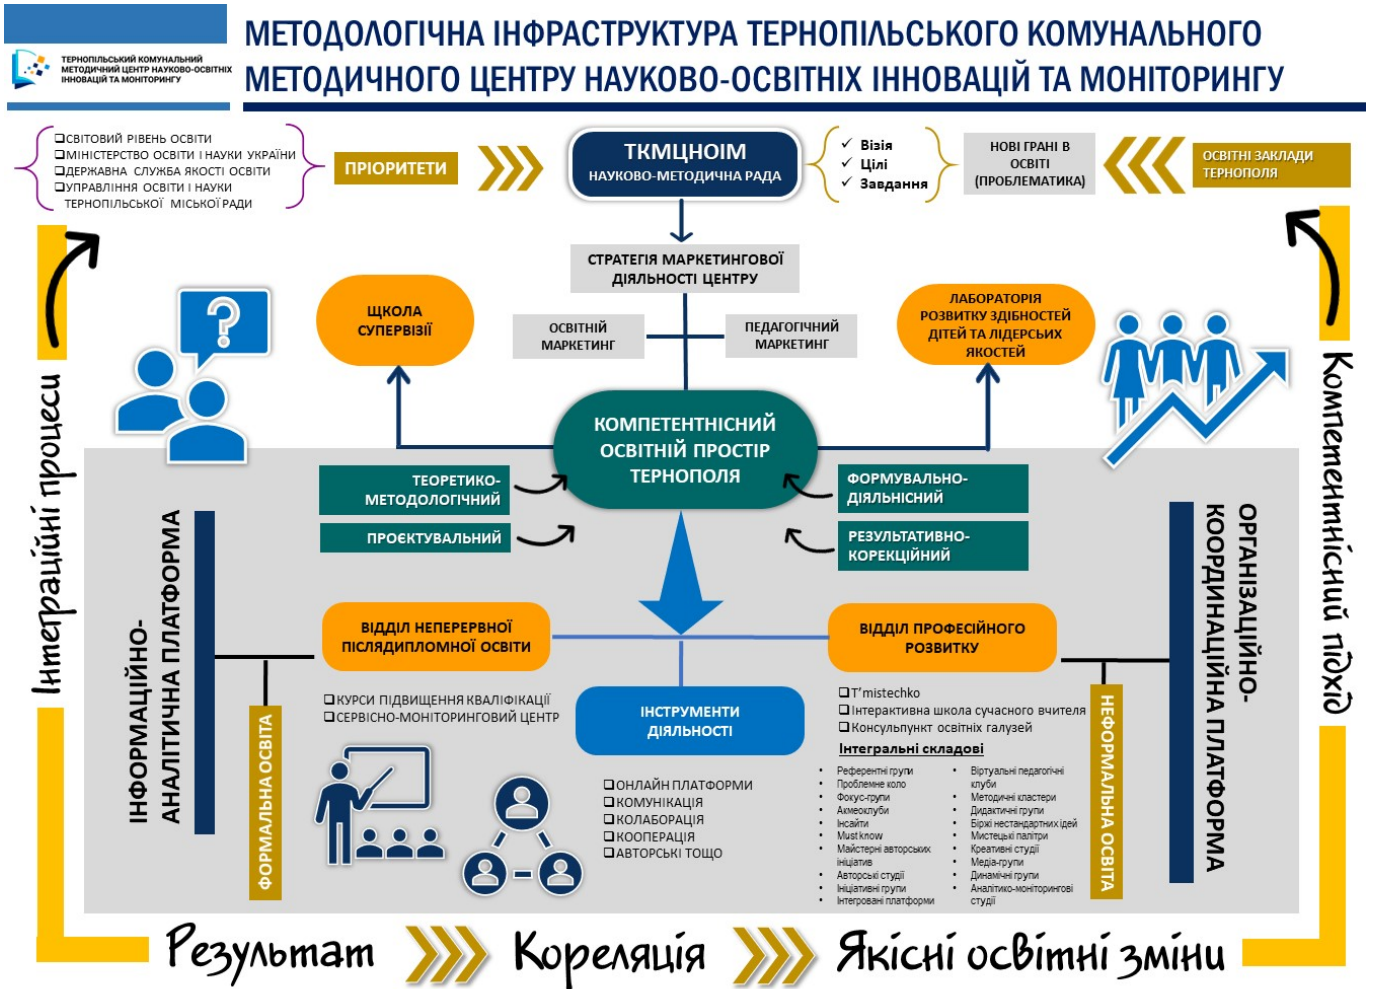 МЕТОДОЛОГІЧНА ІНФРАСТРУКТУРА ТЕРНОПІЛЬСЬКОГО КОМУНАЛЬНОГО
МЕТОДИЧНОГО ЦЕНТРУ НАУКОВО-ОСВІТНІХ ІННОВАЦІЙ ТА МОНІТОРИНГУ
ТЕРНОПІЛЬСЬКИЙ КОМУНАЛЬНИЙ
МЕТОДИЧНИЙ ЦЕНТР НАУКОВО-ОСВІТНІХ
ІННОВАЦІЙ ТА МОНІТОРИНГУ
СВІТОВИЙ РІВЕНЬ ОСВІТИ
МІНІСТЕРСТВО ОСВІТИ І НАУКИ УКРАЇНИ
ДЕРЖАВНА СЛУЖБА ЯКОСТІ ОСВІТИ
УПРАВЛІННЯ ОСВІТИ І НАУКИ
ТЕРНОПІЛЬСЬКОЇ МІСЬКОЇ РАДИ
ПРІОРИТЕТИ
ТКМЦНОІМ
НАУКОВО-МЕТОДИЧНА РАДА
Візія
Цілі
Завдання
НОВІ ГРАНІ В
ОСВІТІ
(ПРОБЛЕМАТИКА)
ОСВІТНІ ЗАКЛАДИ
ТЕРНОПОЛЯ
СТРАТЕГІЯ МАРКЕТИНГОВОЇ
ДІЯЛЬНОСТІ ЦЕНТРУ
ОСВІТНІЙ
МАРКЕТИНГ
ПЕДАГОГІЧНИЙ
МАРКЕТИНГ
ЩКОЛА
СУПЕРВІЗІЇ
ЛАБОРАТОРІЯ
РОЗВИТКУ ЗДІБНОСТЕЙ
ДІТЕЙ ТА ЛІДЕРСЬИХ
ЯКОСТЕЙ
?
КОМПЕТЕНТНІСНИЙ
ОСВІТНІЙ ПРОСТІР
ТЕРНОПОЛЯ
ТЕОРЕТИКО-
МЕТОДОЛОГІЧНИЙ
ПРОЄКТУВАЛЬНИЙ
ФОРМУВАЛЬНО-
ДІЯЛЬНІСНИЙ
РЕЗУЛЬТАТИВНО-
КОРЕКЦІЙНИЙ
Інтеграційні процеси
Компетентнісний підхід
ІНФОРМАЦІЙНО-
АНАЛІТИЧНА ПЛАТФОРМА
ОРГАНІЗАЦІЙНО-
КООРДИНАЦІЙНА ПЛАТФОРМА
ВІДДІЛ НЕПЕРЕРВНОЇ
ПІСЛЯДИПЛОМНОЇ ОСВІТИ
ВІДДІЛ ПРОФЕСІЙНОГО
РОЗВИТКУ
ФОРМАЛЬНА ОСВІТА
НЕФОРМАЛЬНА ОСВІТА
КУРСИ ПІДВИЩЕННЯ КВАЛІФІКАЦІЇ
СЕРВІСНО-МОНІТОРИНГОВИЙ ЦЕНТР
ІНСТРУМЕНТИ
ДІЯЛЬНОСТІ
ОНЛАЙН ПЛАТФОРМИ
КОМУНІКАЦІЯ
КОЛАБОРАЦІЯ
КООПЕРАЦІЯ
АВТОРСЬКІ ТОЩО
T'mistechko
Інтерактивна школа сучасного вчителя
Консульпункт освітніх галузей
Інтегральні складові
Референтні групи
Проблемне коло
Фокус-групи
Акмеоклуби
Інсайти
Must know
Майстерні авторських
ініціатив
Авторські студії
Ініціативні групи
Інтегровані платформи
Віртуальні педагогічні
клуби
Методичні кластери
Дидактичні групи
Біржі нестандартних ідей
Мистецькі палітри
Креативні студії
Медіа-групи
Динамічні групи
Аналітико-моніторингові
студії
Результат
Кореляція
Якісні освітні зміни